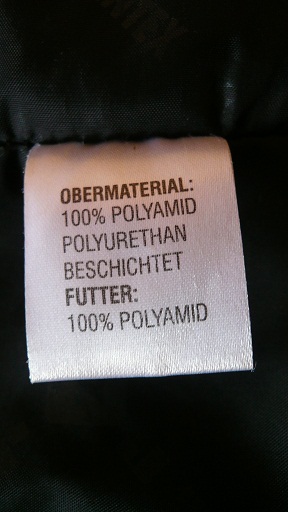 OBERMATERIAL:
100% POLYAMID
POLYURETHAN
BESCHICHTET
FUTTER:
100% POLYAMID